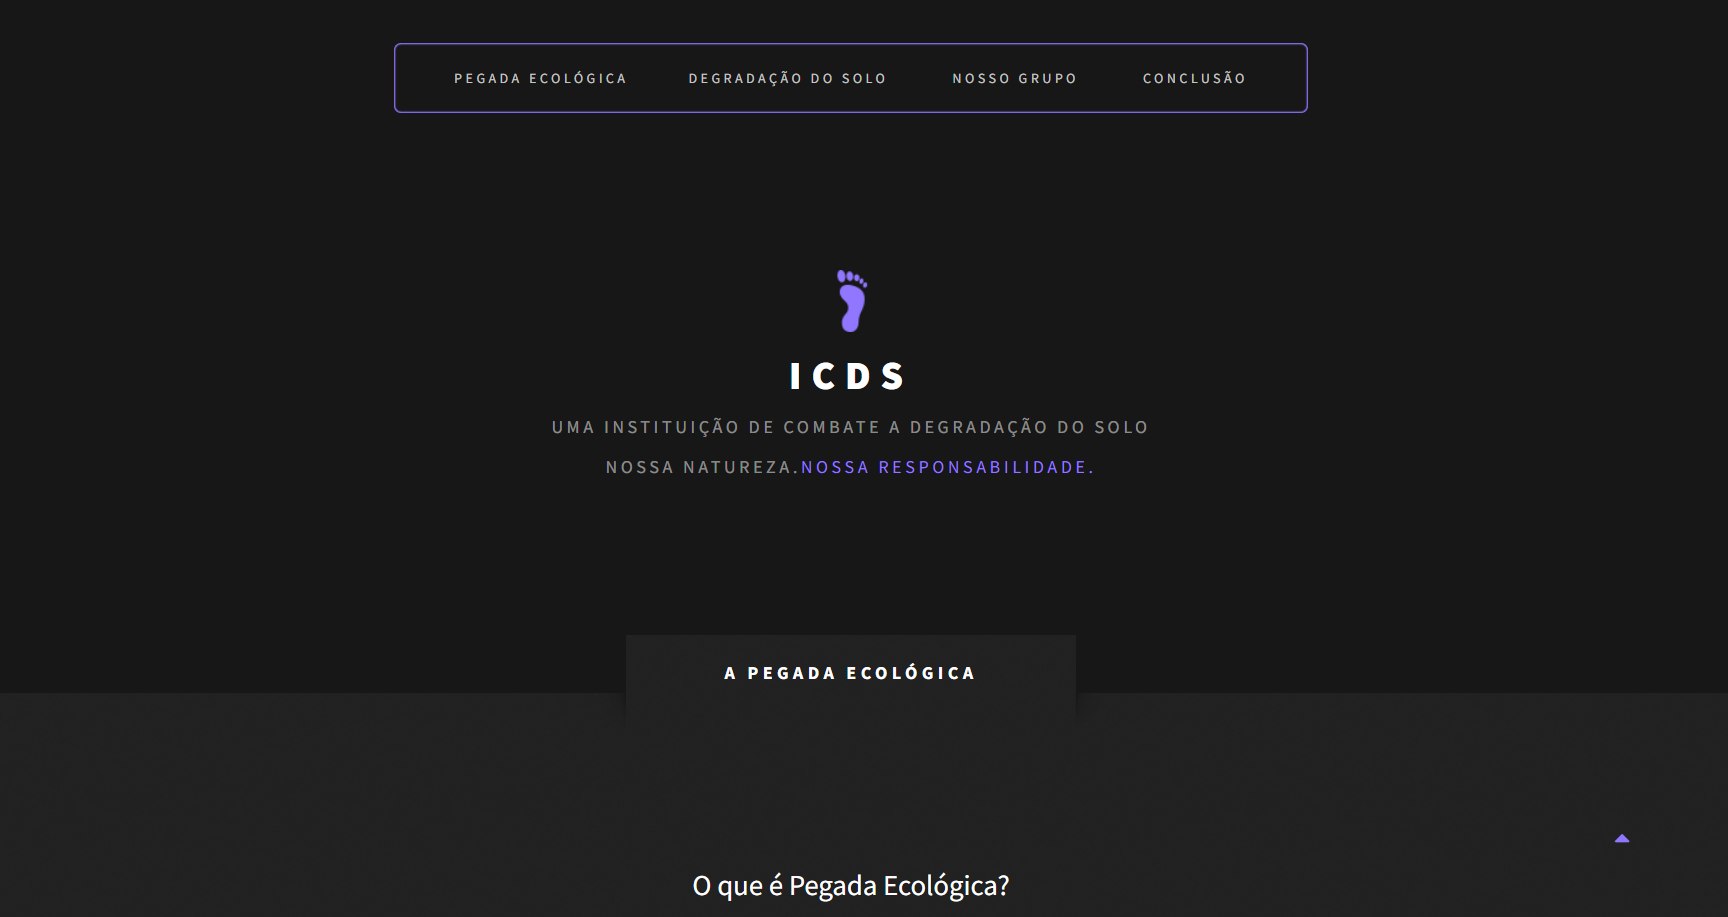 PEGADA ECOLÓGICA DEGRADAÇÃO DO SOLO NOSSO GRUPO CONCLUSÃO
ICDS
UMA INSTITUIÇÃO DE COMBATE A DEGRADAÇÃO DO SOLO
NOSSA NATUREZA.NOSSA RESPONSABILIDADE.
A PEGADA ECOLÓGICA
O que é Pegada Ecológica?